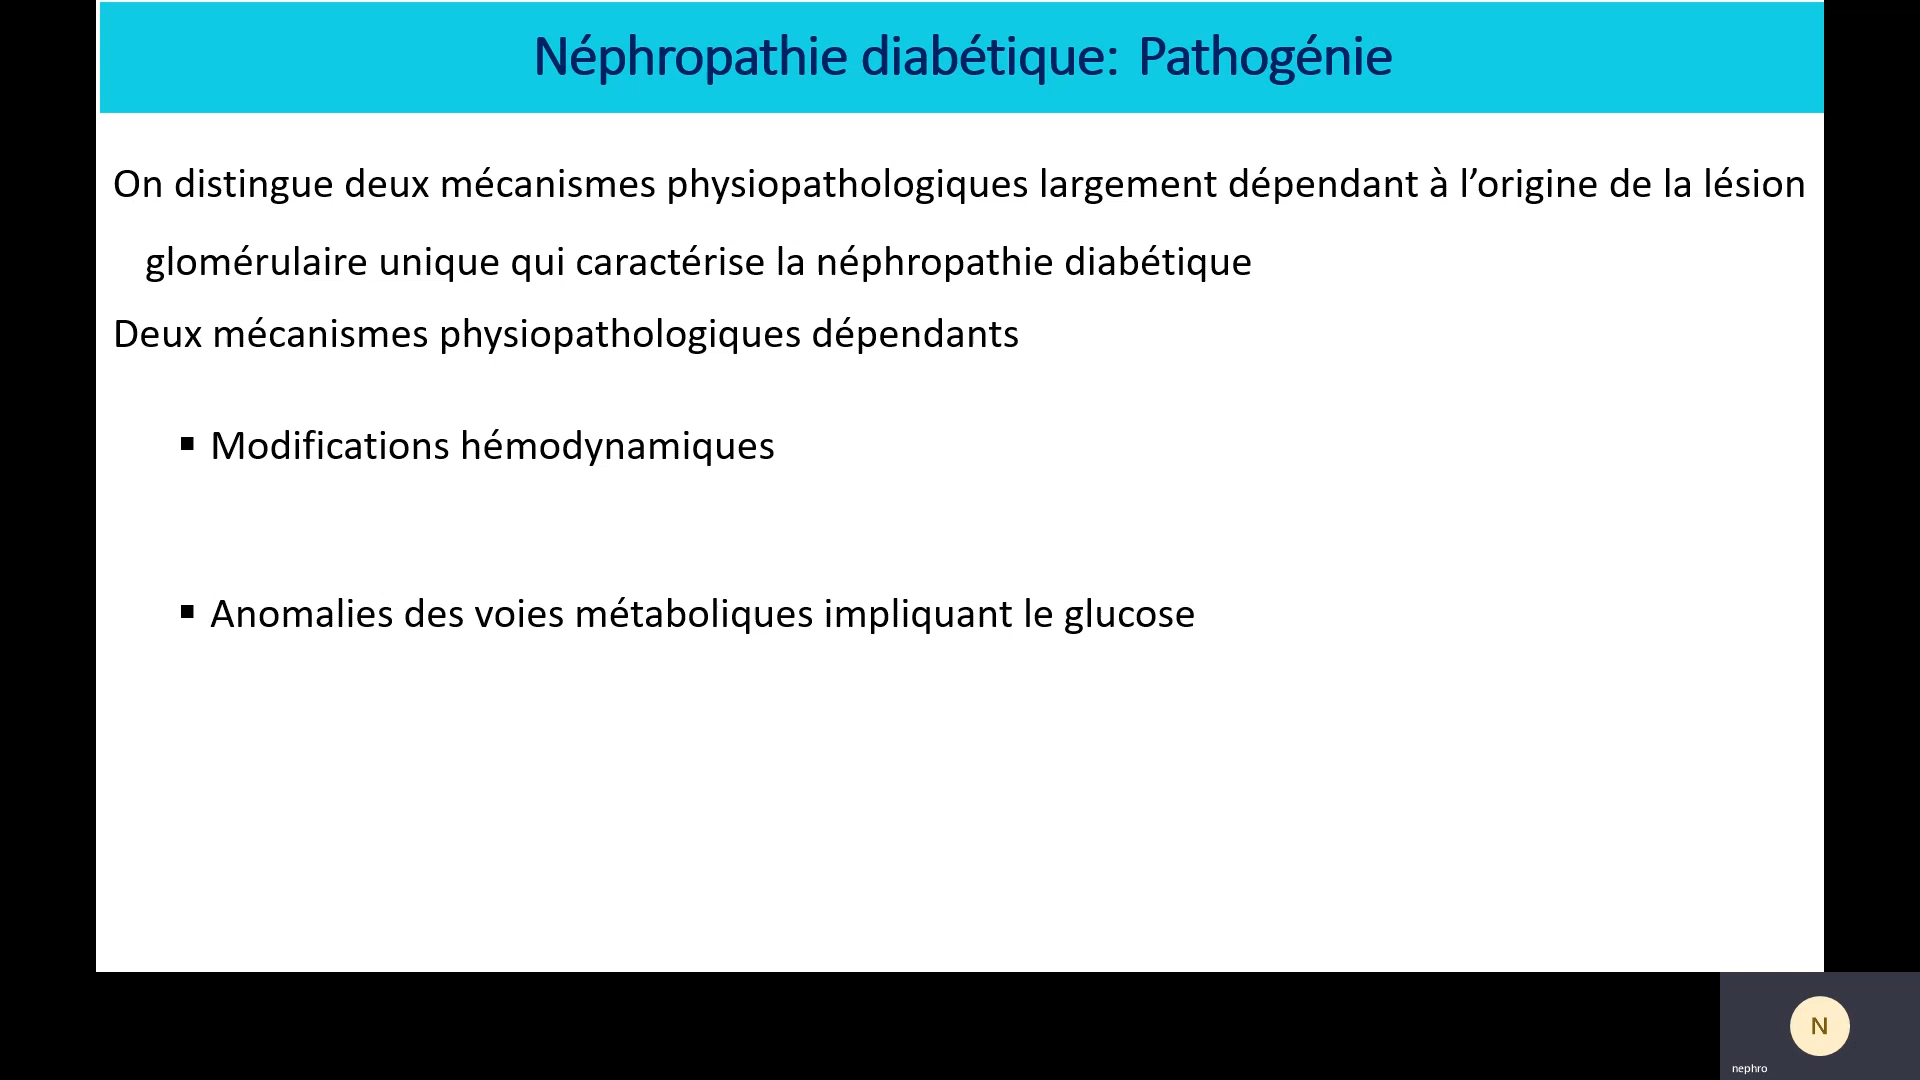 Néphropathie diabétique: Pathogénie
On distingue deux mécanismes physiopathologiques largement dépendant à l’origine de la lésion
glomérulaire unique qui caractérise la néphropathie diabétique
Deux mécanismes physiopathologiques dépendants
▪ Modifications hémodynamiques
▪ Anomalies des voies métaboliques impliquant le glucose
N
nephro